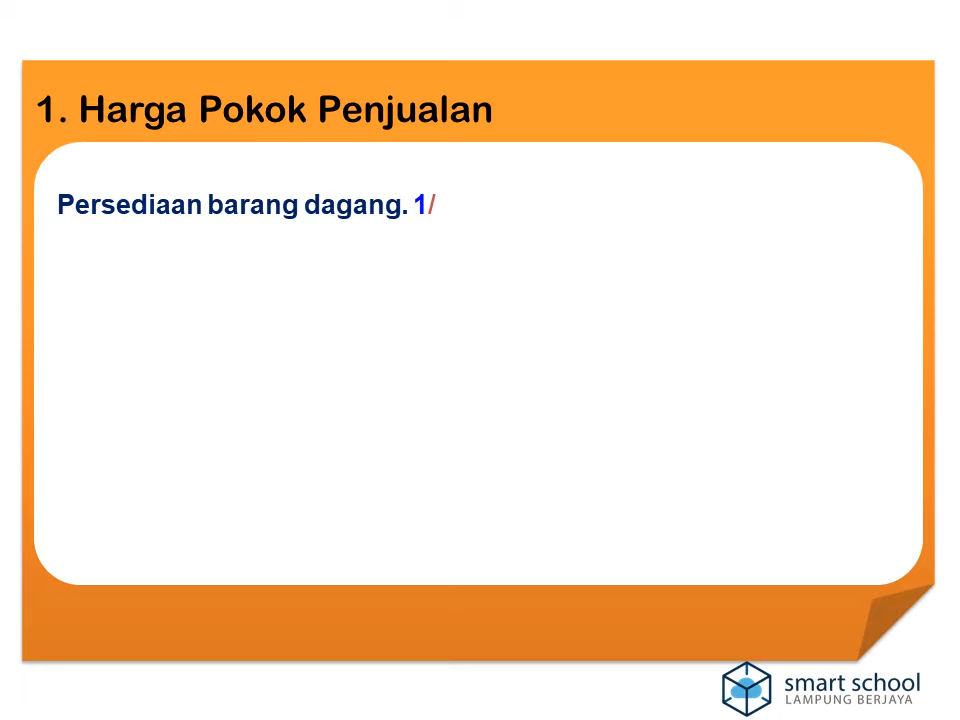 1. Harga Pokok Penjualan
Persediaan barang dagang. 1/
smart school
LAMPUNG BERJAYA